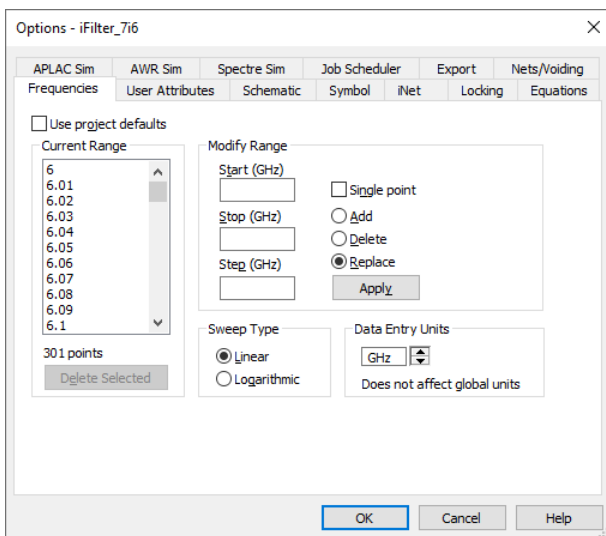 Options - iFilter_7i6
APLAC Sim AWR Sim Spectre Sim Job Scheduler Export Nets/Voiding
Frequencies User Attributes Schematic Symbol iNet Locking Equations
Use project defaults
Current Range
6
6.01
6.02
6.03
6.04
6.05
6.06
6.07
6.08
6.09
6.1
301 points
Delete Selected
Modify Range
Start (GHz)
Stop (GHz)
Step (GHz)
Single point
Add
Delete
Replace
Apply
Sweep Type
Linear
Logarithmic
Data Entry Units
GHz
Does not affect global units
OK Cancel Help